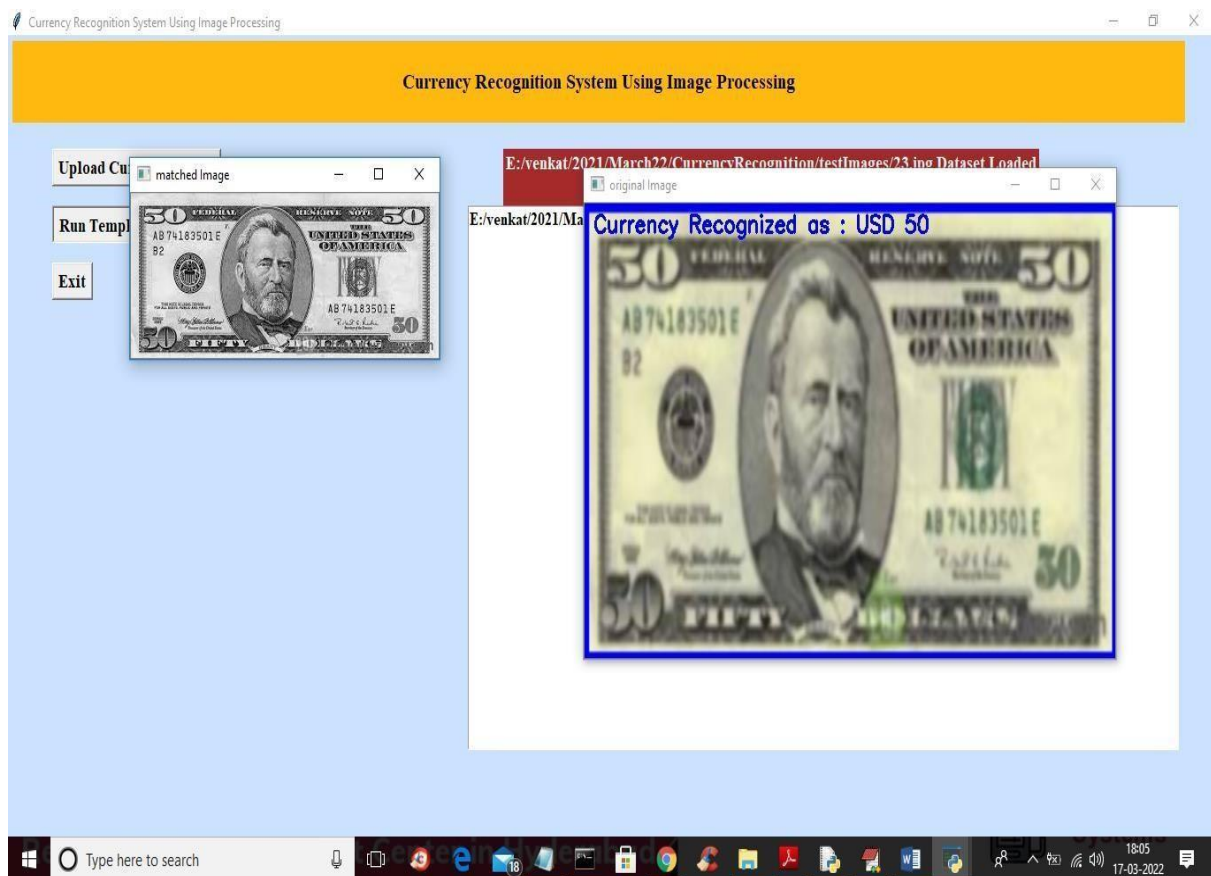 Currency Recognition System Using Image Processing
Currency Recognition System Using Image Processing
Upload Cu
Run Templ
Exit
matched Image
50 FEDERAL RESERVE NOTE 50
THE
UNITED STATES
OF AMERICA
AB 74183501 E
B2
AB 74183501 E
50 FIFTY DOLLARS 50
E:/venkat/2021/March22/CurrencyRecognition/testImages/23.jpg Dataset Loaded
E:/venkat/2021/Ma
original Image
Currency Recognized as : USD 50
50 FEDERAL RESERVE NOTE 50
THE
UNITED STATES
OF AMERICA
AB 74183501 E
B2
AB 74183501 E
50 FIFTY DOLLARS 50
Type here to search
18
18:05
17-03-2022